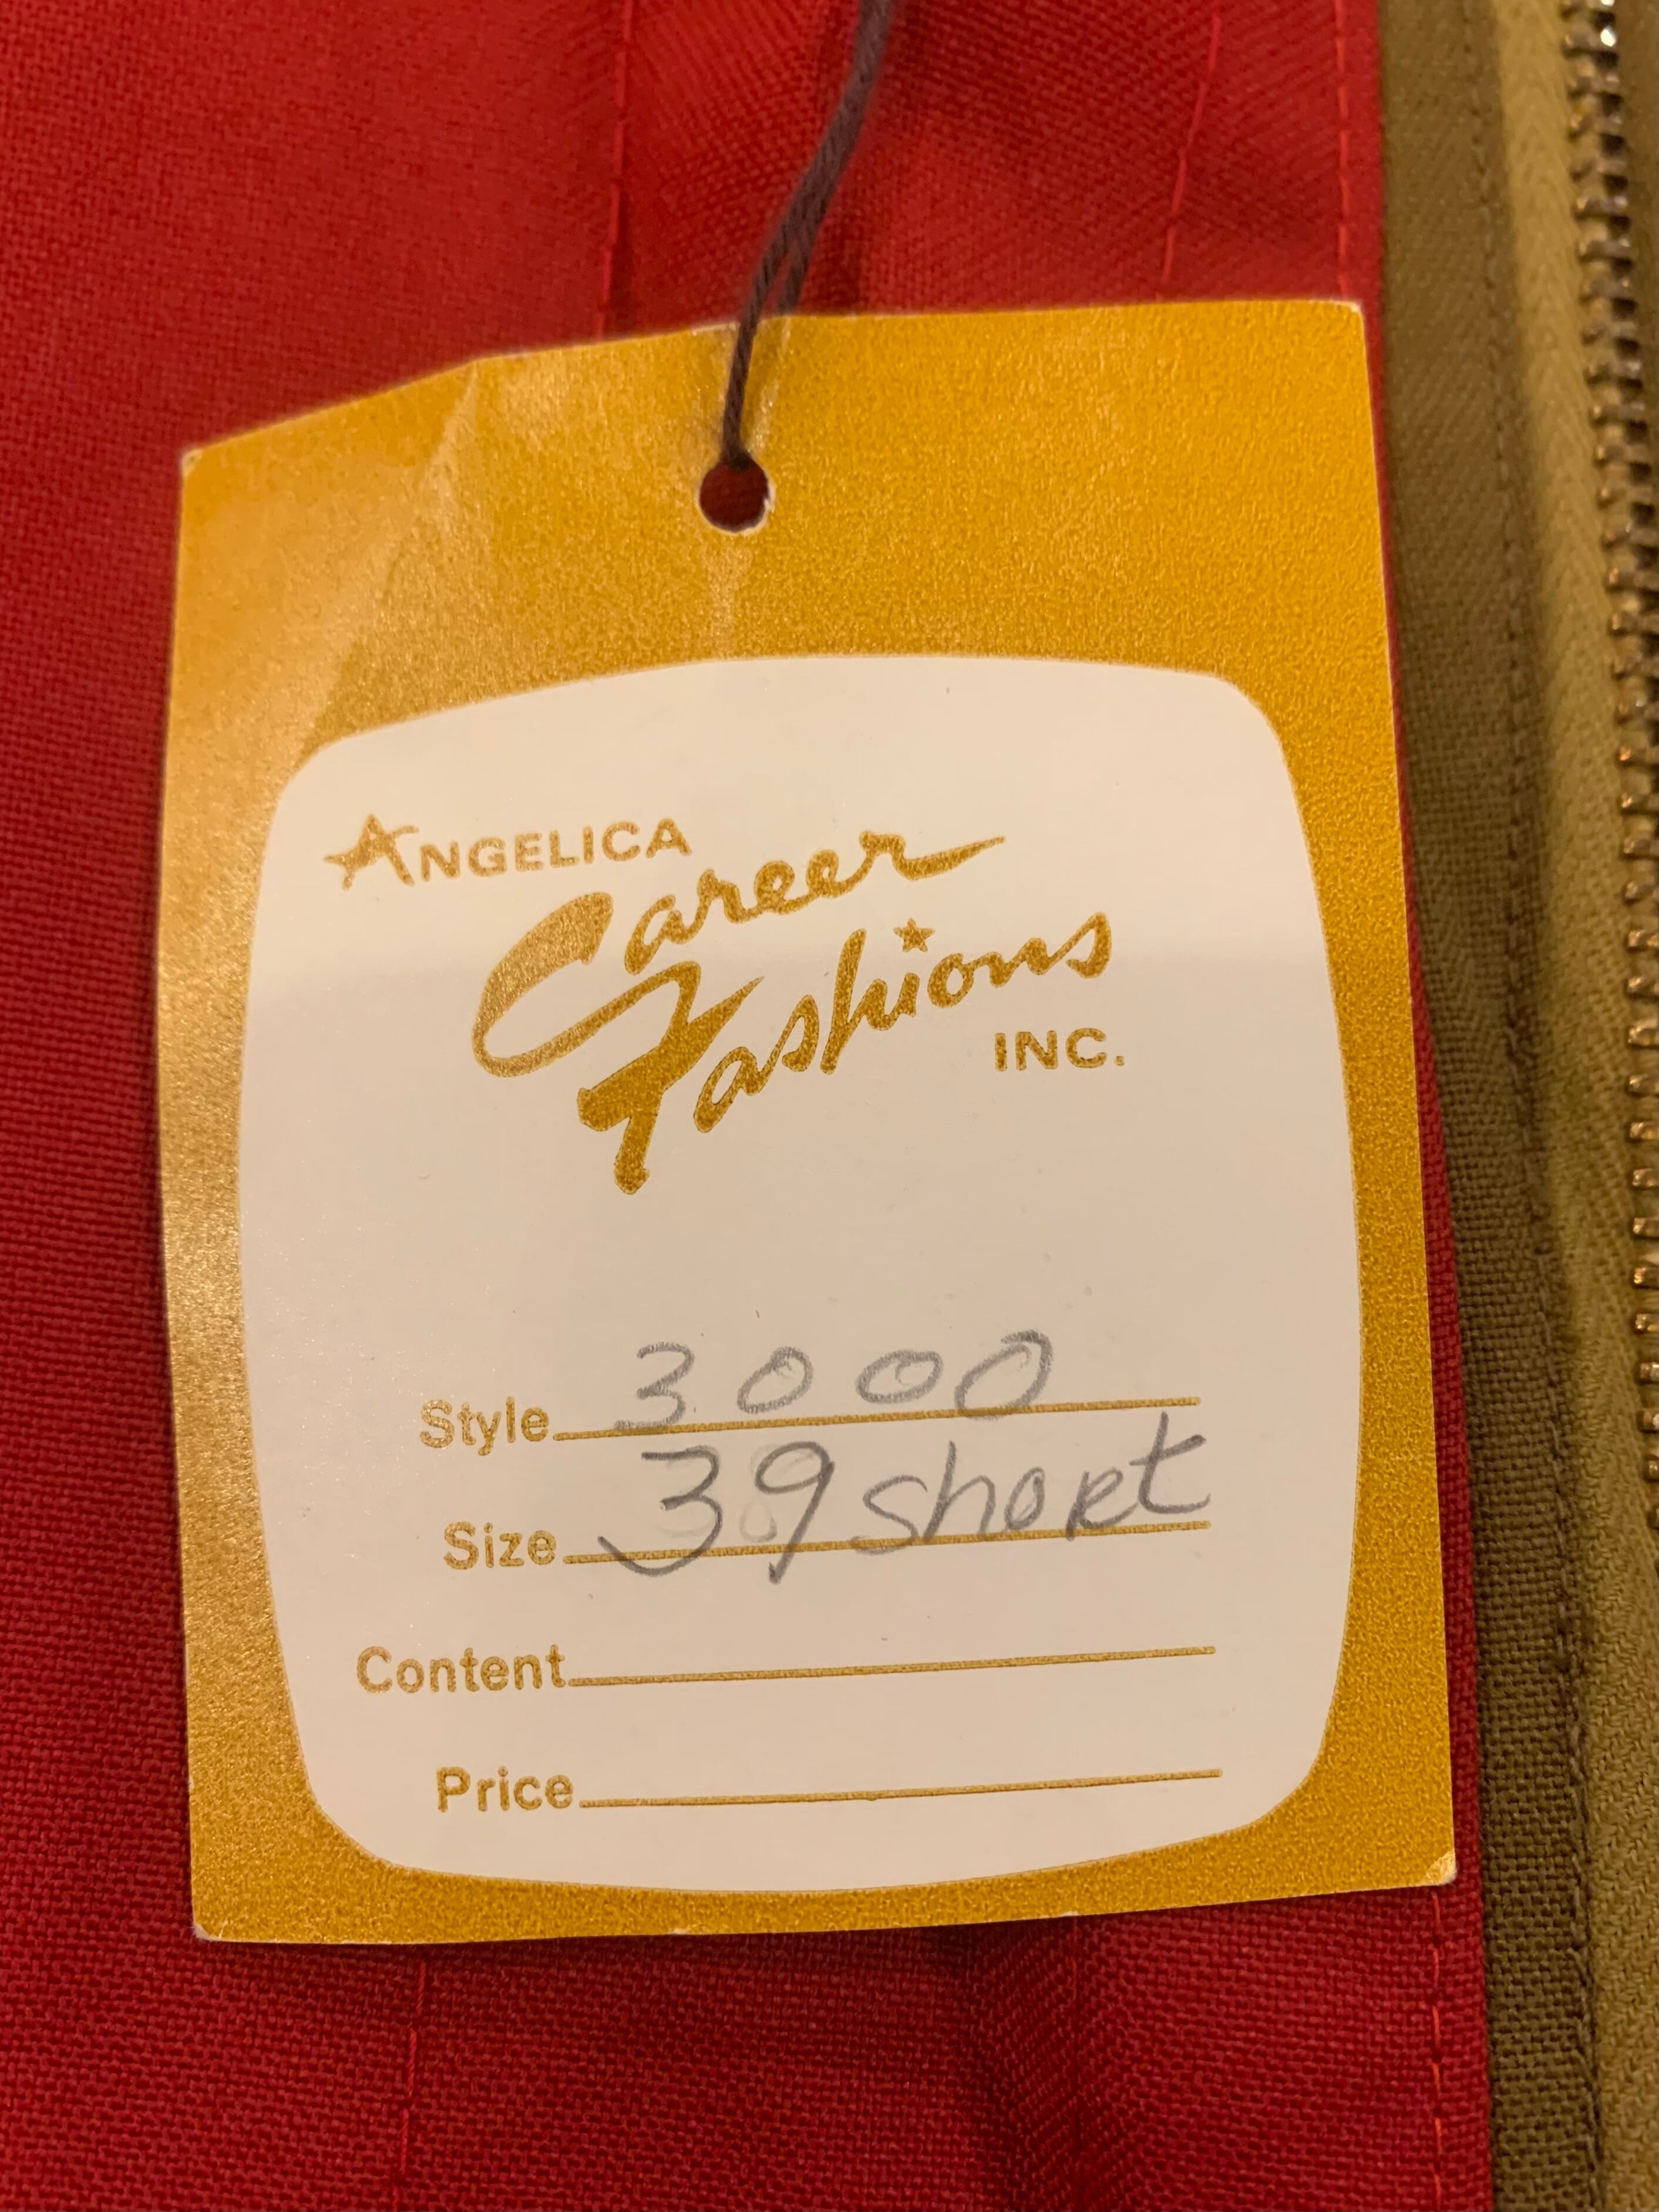 ANGELICA
Career
Fashions
INC.
Style 3000
Size 39 short
Content
Price